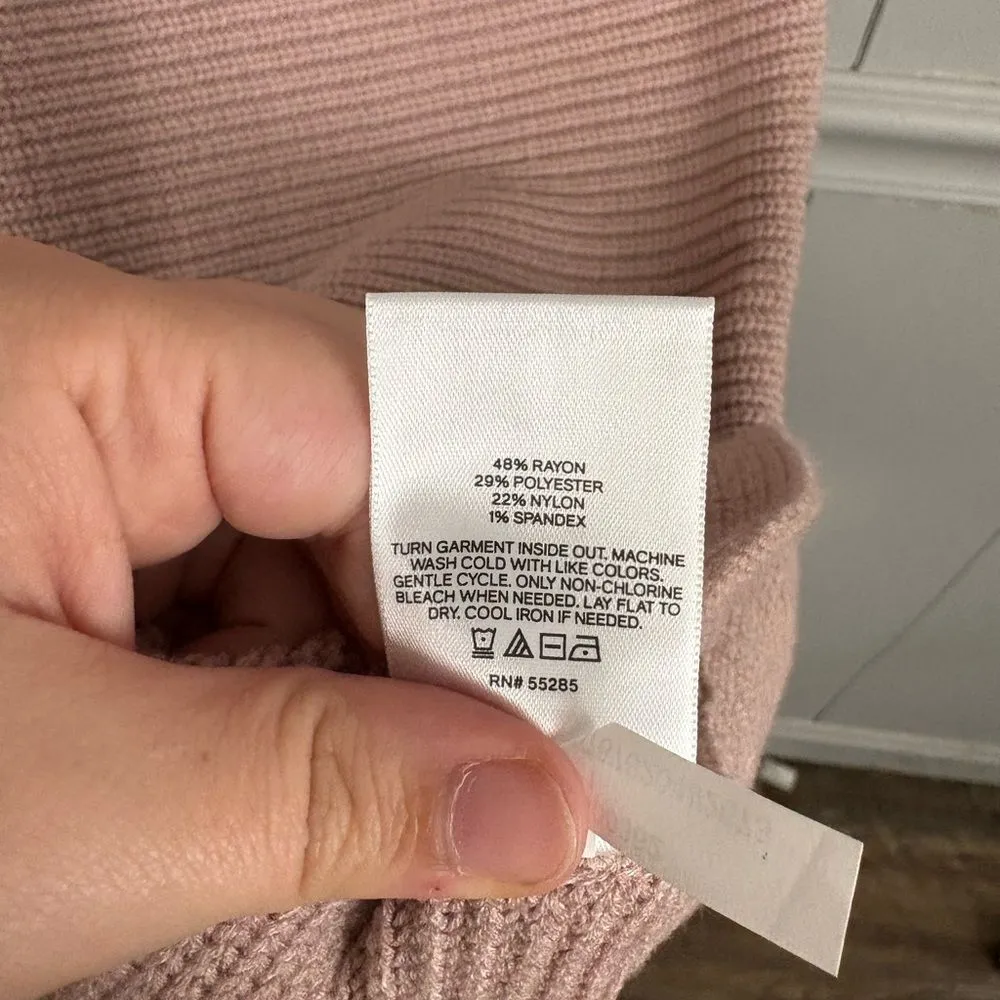 48% RAYON
29% POLYESTER
22% NYLON
1% SPANDEX
TURN GARMENT INSIDE OUT. MACHINE
WASH COLD WITH LIKE COLORS.
GENTLE CYCLE. ONLY NON-CHLORINE
BLEACH WHEN NEEDED. LAY FLAT TO
DRY. COOL IRON IF NEEDED.
RN# 55285